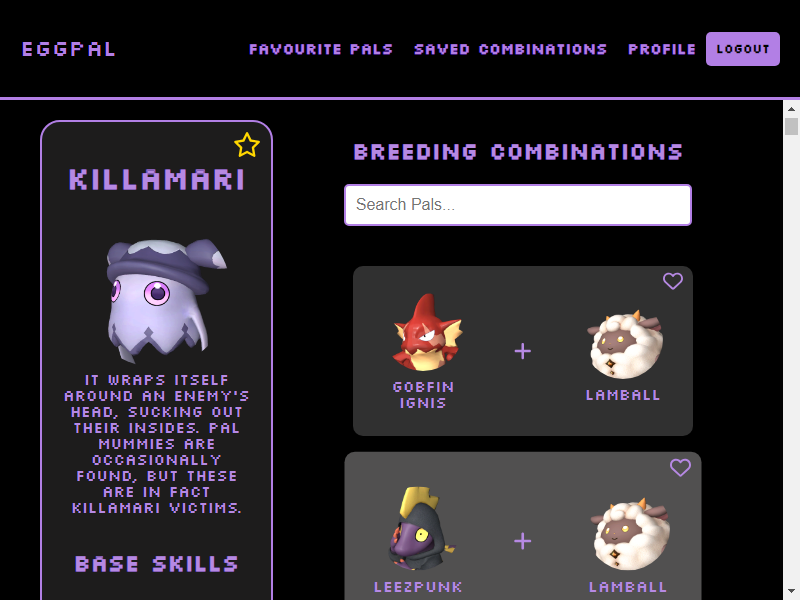 EGGPAL
FAVOURITE PALS
SAVED COMBINATIONS
PROFILE
LOGOUT
KILLAMARI
IT WRAPS ITSELF
AROUND AN ENEMY'S
HEAD, SUCKING OUT
THEIR INSIDES. PAL
MUMMIES ARE
OCCASIONALLY
FOUND, BUT THESE
ARE IN FACT
KILLAMARI VICTIMS.
BASE SKILLS
BREEDING COMBINATIONS
Search Pals...
GOBFIN
IGNIS
+
LAMBALL
LEEZPUNK
+
LAMBALL